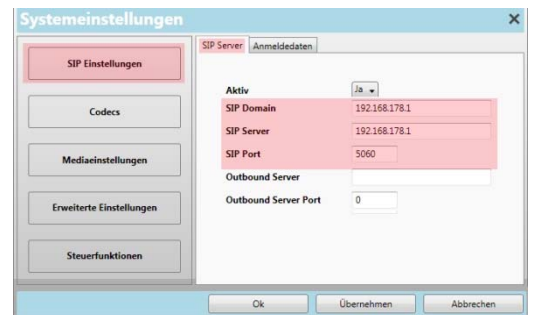 Systemeinstellungen
SIP Einstellungen
Codecs
Mediaeinstellungen
Erweiterte Einstellungen
Steuerfunktionen
SIP Server Anmeldedaten
Aktiv Ja
SIP Domain 192.168.178.1
SIP Server 192.168.178.1
SIP Port 5060
Outbound Server
Outbound Server Port 0
Ok Übernehmen Abbrechen